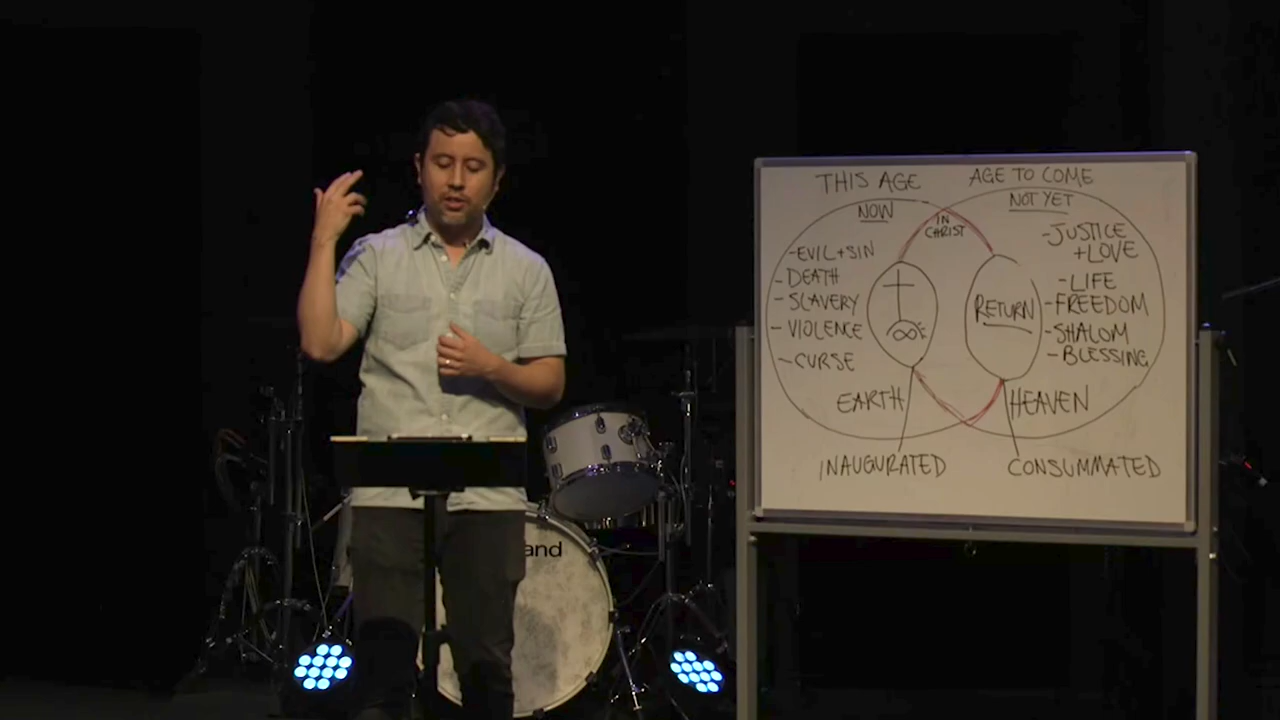 THIS AGE
AGE TO COME
NOW
NOT YET
IN
CHRIST
-EVIL+SIN
-DEATH
-SLAVERY
-VIOLENCE
-CURSE
RETURN
-JUSTICE
+LOVE
-LIFE
-FREEDOM
-SHALOM
-BLESSING
EARTH
HEAVEN
INAUGURATED
CONSUMMATED
and